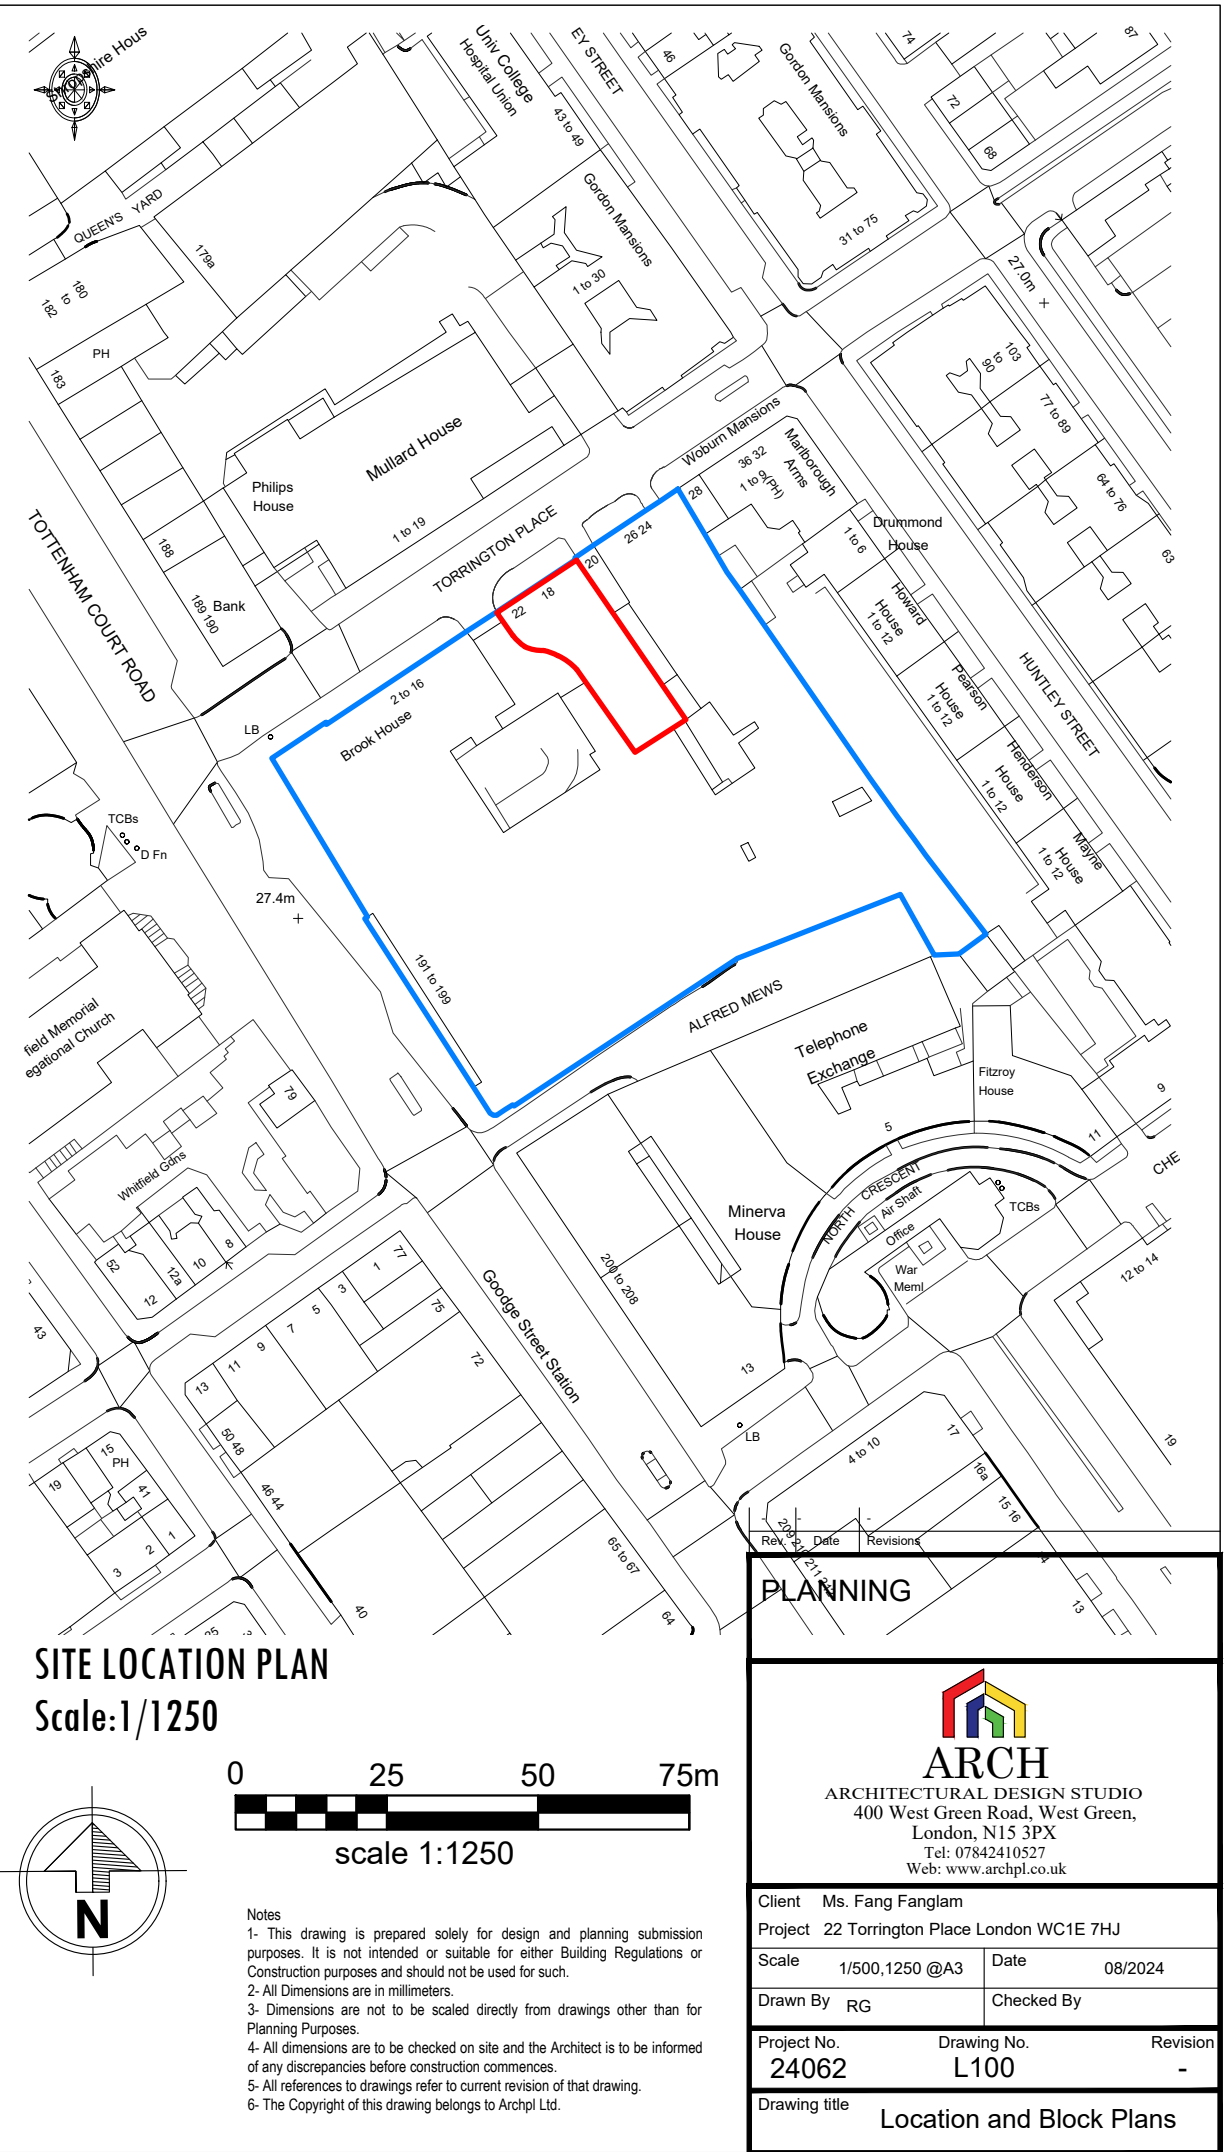 Univ College
Hospital Union
EY STREET
46
Gordon Mansions
74
87
72
68
43 to 49
QUEEN'S YARD
179a
Gordon Mansions
1 to 30
31 to 75
27.0m
182
to
180
PH
183
90
to
103
77 to 89
64 to 76
63
Mullard House
Philips
House
1 to 19
Woburn Mansions
36 32
1 to 9(PH)
Marlborough
Arms
28
26 24
20
18
22
TORRINGTON PLACE
TOTTENHAM COURT ROAD
188
189 190
Bank
1 to 6
Drummond
House
Howard
House
1 to 12
Pearson
House
1 to 12
Henderson
House
1 to 12
Mayne
House
1 to 12
HUNTLEY STREET
2 to 16
Brook House
LB
TCBs
D Fn
27.4m
191 to 199
ALFRED MEWS
Telephone
Exchange
Fitzroy
House
field Memorial
egational Church
79
Whitfield Gdns
52
12
12a
10
8
5
11
9
NORTH CRESCENT
CHE
Air Shaft
Office
TCBs
War
Meml
12 to 14
Minerva
House
200 to 208
Goodge Street Station
43
77
1
3
5
7
9
11
13
75
72
50 48
46 44
13
LB
4 to 10
17
16a
15 16
19
15
PH
41
19
1
2
3
40
65 to 67
64
13
25
Rev. Date Revisions
PLANNING
SITE LOCATION PLAN
Scale:1/1250
0 25 50 75m
scale 1:1250
N
Notes
1- This drawing is prepared solely for design and planning submission
purposes. It is not intended or suitable for either Building Regulations or
Construction purposes and should not be used for such.
2- All Dimensions are in millimeters.
3- Dimensions are not to be scaled directly from drawings other than for
Planning Purposes.
4- All dimensions are to be checked on site and the Architect is to be informed
of any discrepancies before construction commences.
5- All references to drawings refer to current revision of that drawing.
6- The Copyright of this drawing belongs to Archpl Ltd.
ARCH
ARCHITECTURAL DESIGN STUDIO
400 West Green Road, West Green,
London, N15 3PX
Tel: 07842410527
Web: www.archpl.co.uk
Client Ms. Fang Fanglam
Project 22 Torrington Place London WC1E 7HJ
Scale 1/500,1250 @A3 Date 08/2024
Drawn By RG Checked By
Project No. Drawing No. Revision
24062 L100 -
Drawing title Location and Block Plans